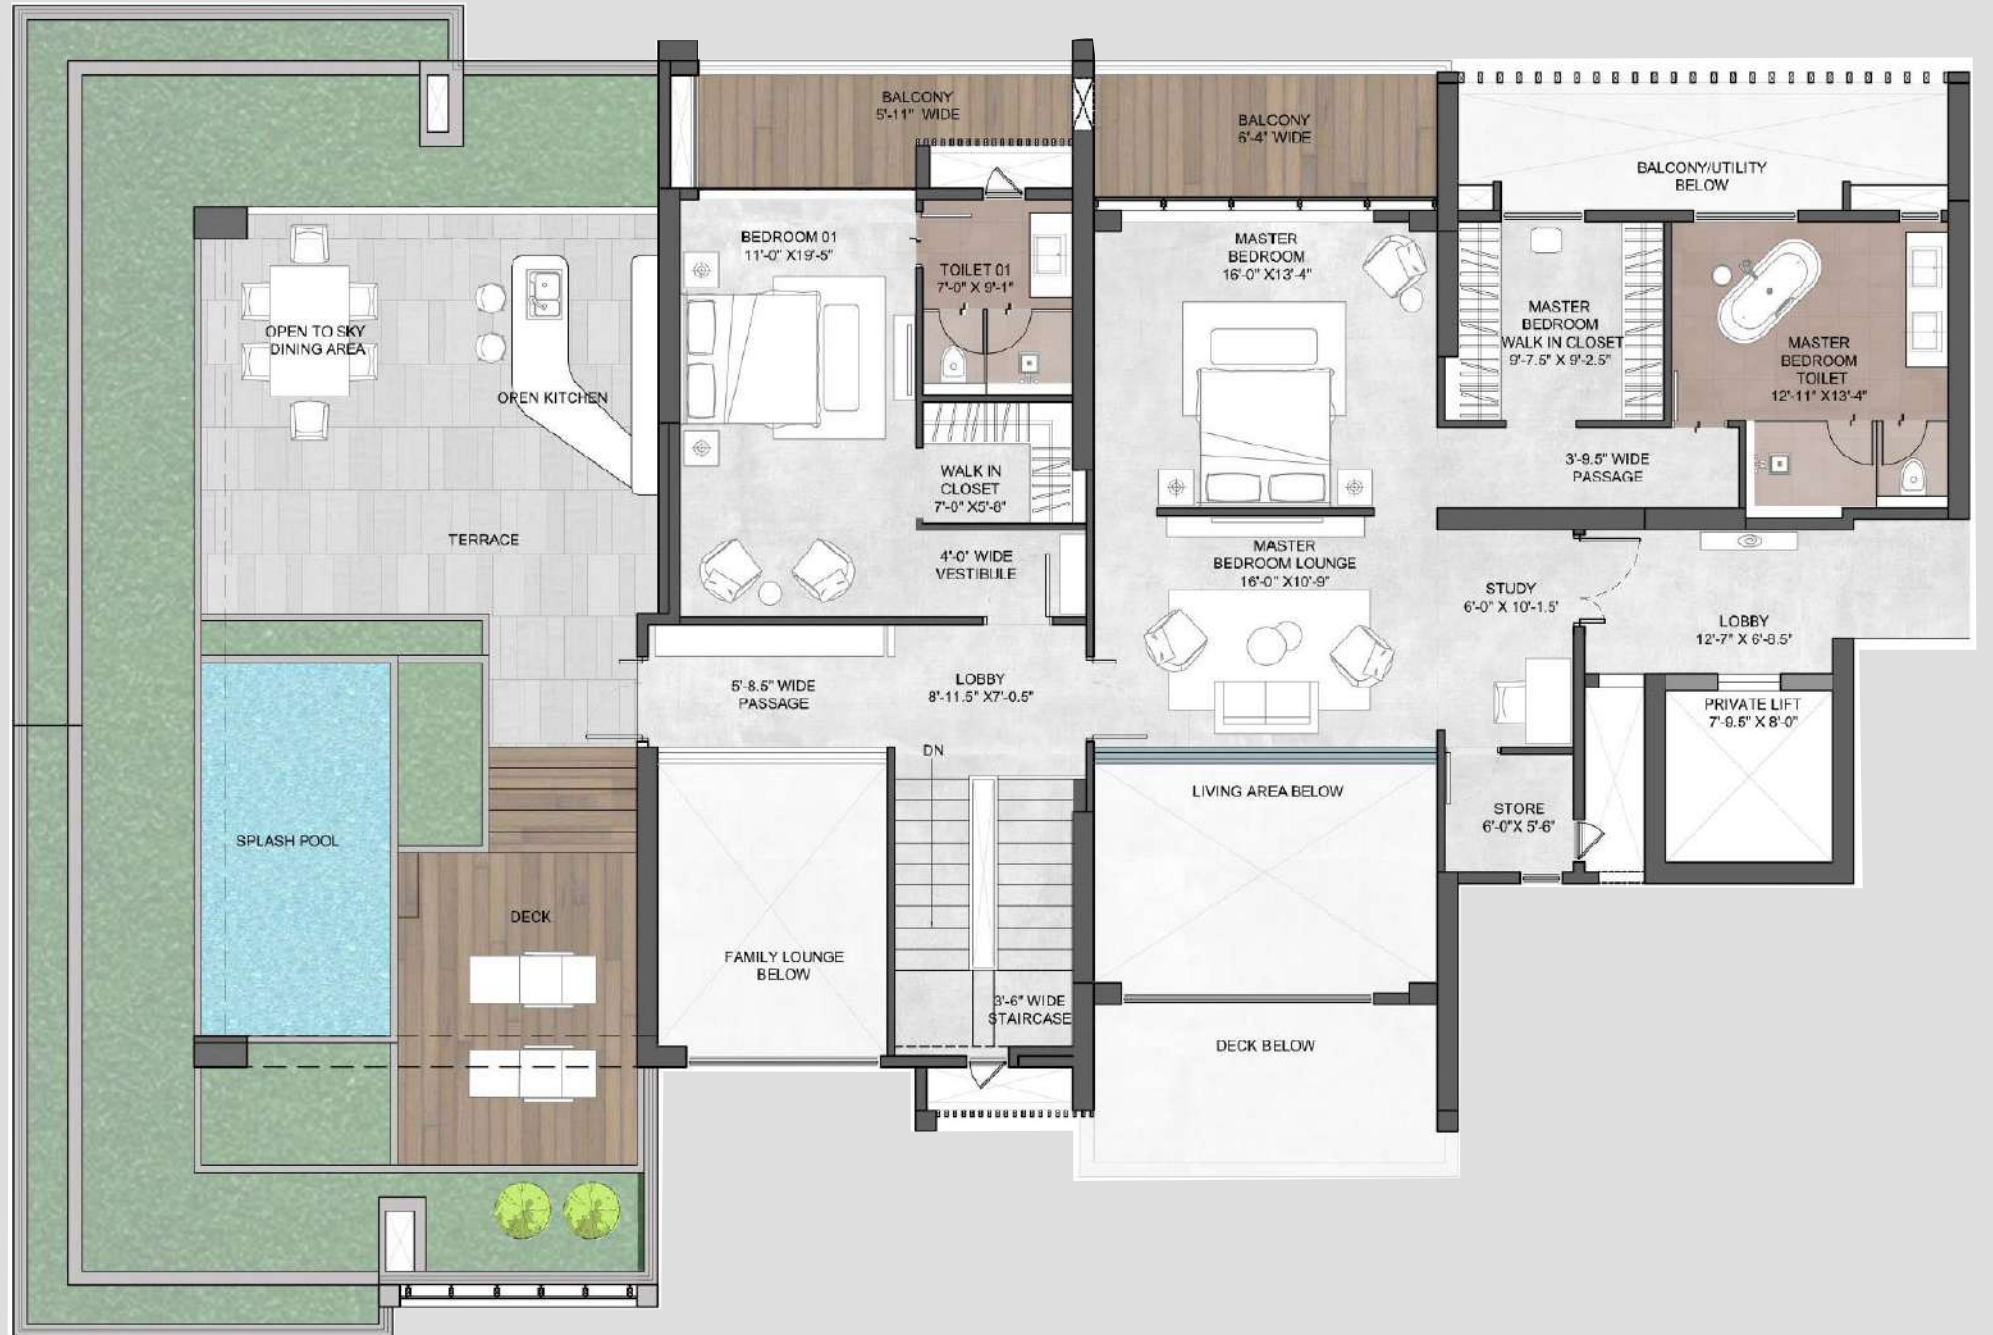 BALCONY
5'-11" WIDE
BALCONY
6'-4" WIDE
BALCONY/UTILITY
BELOW
BEDROOM 01
11'-0" X19'-5"
TOILET 01
7'-0" X 9'-1"
MASTER
BEDROOM
16'-0" X13'-4"
MASTER
BEDROOM
WALK IN CLOSET
9'-7.5" X 9'-2.5"
MASTER
BEDROOM
TOILET
12'-11" X13'-4"
OPEN TO SKY
DINING AREA
OPEN KITCHEN
TERRACE
WALK IN
CLOSET
7'-0" X5'-8"
4'-0" WIDE
VESTIBULE
3'-9.5" WIDE
PASSAGE
MASTER
BEDROOM LOUNGE
16'-0" X10'-9"
STUDY
6'-0" X 10'-1.5'
LOBBY
12'-7" X 6'-8.5"
5'-8.5" WIDE
PASSAGE
LOBBY
8'-11.5" X7'-0.5"
PRIVATE LIFT
7'-9.5" X 8'-0"
DN
LIVING AREA BELOW
STORE
6'-0"X 5'-6"
SPLASH POOL
DECK
FAMILY LOUNGE
BELOW
3'-6" WIDE
STAIRCASE
DECK BELOW